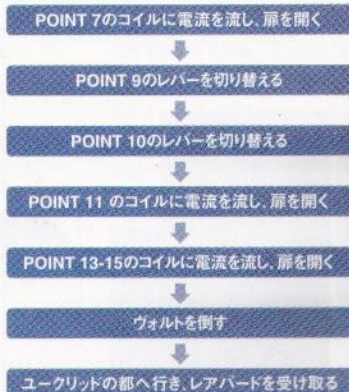 POINT 7のコイルに電流を流し、扉を開く
POINT 9のレバーを切り替える
POINT 10のレバーを切り替える
POINT 11 のコイルに電流を流し、扉を開く
POINT 13-15のコイルに電流を流し、扉を開く
ヴォルトを倒す
ユークリッドの都へ行き、レアバードを受け取る